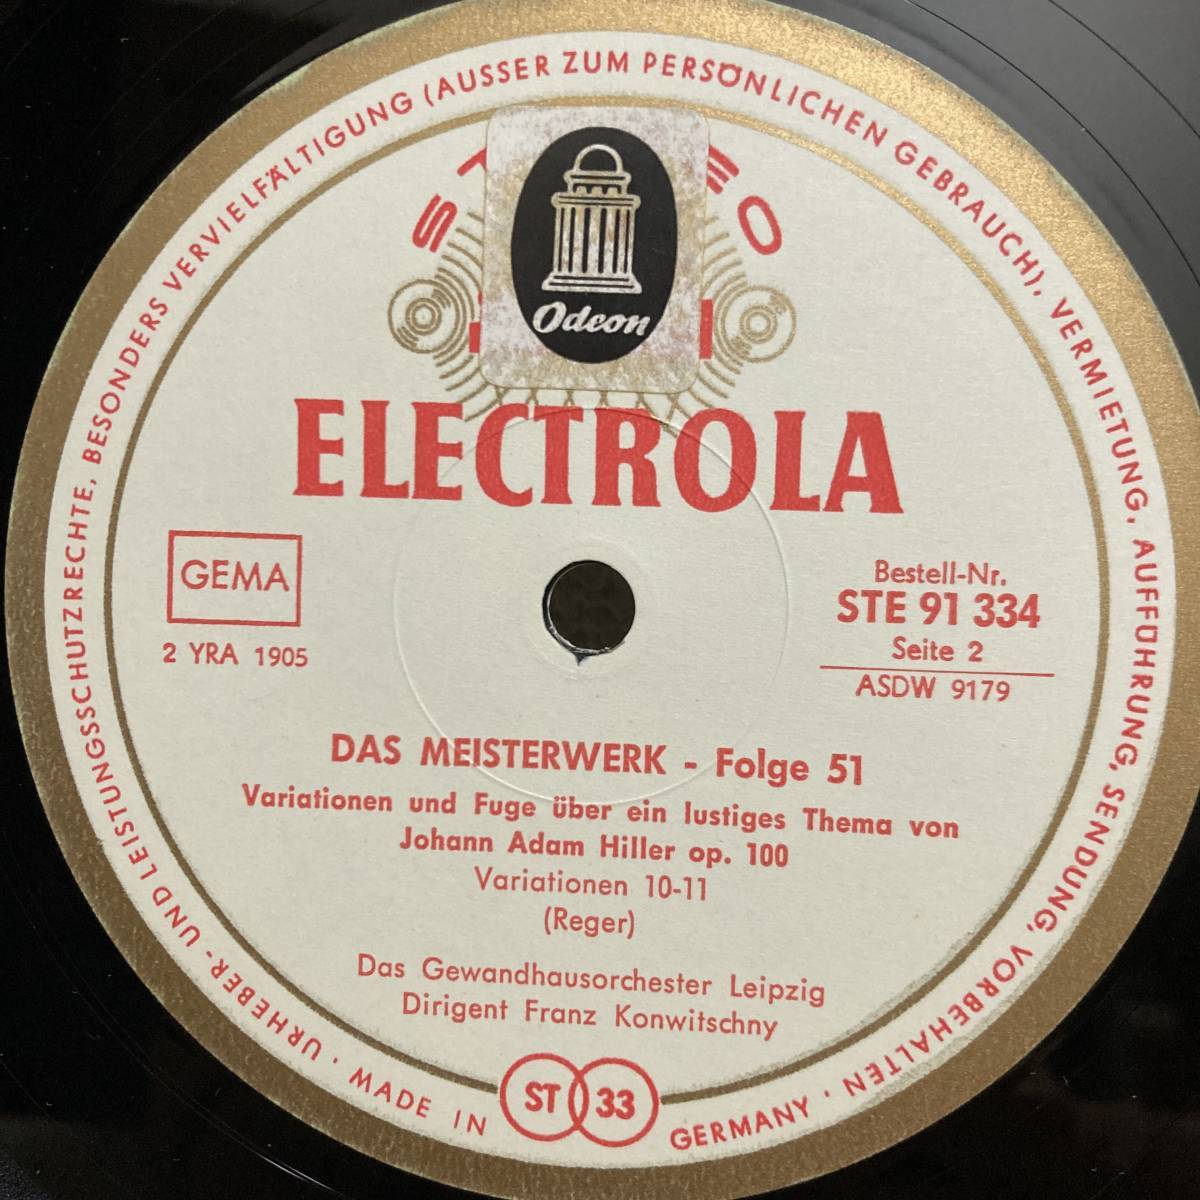 URHEBER- UND LEISTUNGSSCHUTZRECHTE, BESONDERS VERVIELFÄLTIGUNG (AUSSER ZUM PERSÖNLICHEN GEBRAUCH), VERMIETUNG, AUFFÜHRUNG, SENDUNG, VORBEHALTEN ·
Odeon
ELECTROLA
GEMA
2 YRA 1905
Bestell-Nr.
STE 91 334
Seite 2
ASDW 9179
DAS MEISTERWERK - Folge 51
Variationen und Fuge über ein lustiges Thema von
Johann Adam Hiller op. 100
Variationen 10-11
(Reger)
Das Gewandhausorchester Leipzig
Dirigent Franz Konwitschny
ST 33
· MADE IN GERMANY